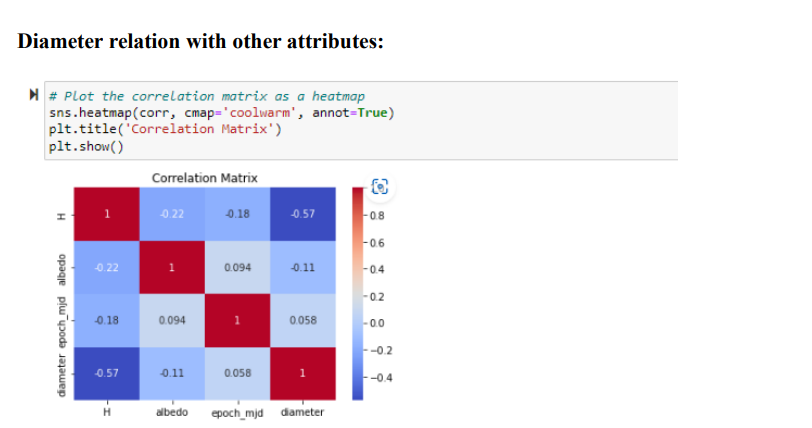 Diameter relation with other attributes:
# Plot the correlation matrix as a heatmap
sns.heatmap(corr, cmap='coolwarm', annot=True)
plt.title('Correlation Matrix')
plt.show()
Correlation Matrix
H 1 -0.22 -0.18 -0.57
albedo -0.22 1 0.094 -0.11
epoch_mjd -0.18 0.094 1 0.058
diameter -0.57 -0.11 0.058 1
H albedo epoch_mjd diameter
-0.8
-0.6
-0.4
-0.2
-0.0
--0.2
--0.4